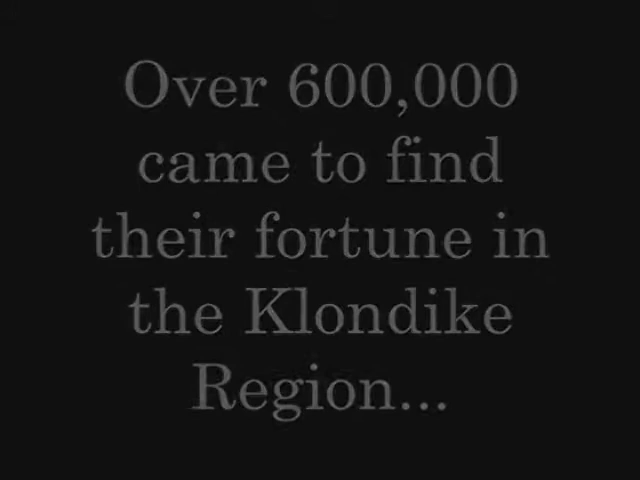 Over 600,000
came to find
their fortune in
the Klondike
Region...